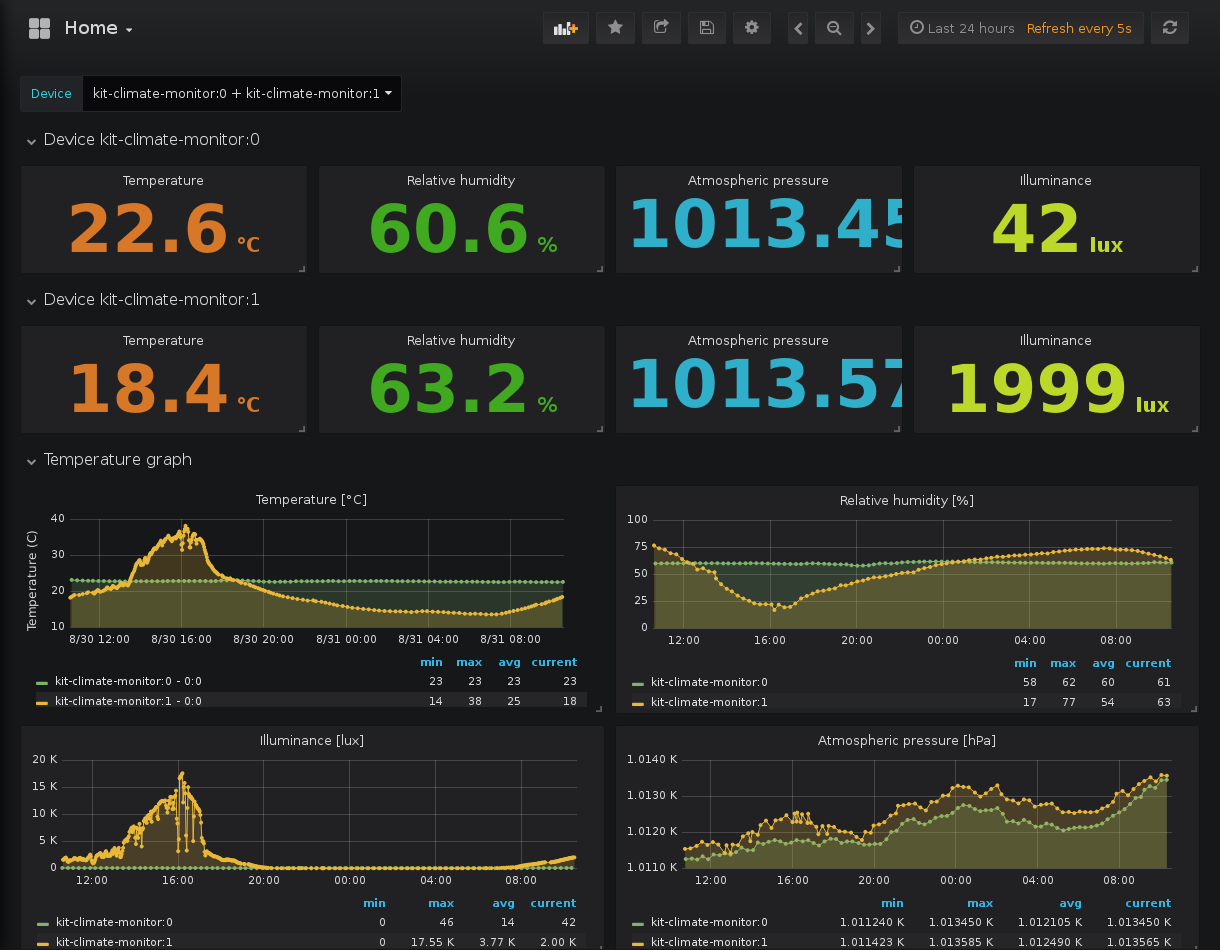 Home
Last 24 hours Refresh every 5s
Device kit-climate-monitor:0 + kit-climate-monitor:1
Device kit-climate-monitor:0
Temperature Relative humidity Atmospheric pressure Illuminance
22.6 °C 60.6 % 1013.45 42 lux
Device kit-climate-monitor:1
Temperature Relative humidity Atmospheric pressure Illuminance
18.4 °C 63.2 % 1013.57 1999 lux
Temperature graph
Temperature [°C]
Temperature (C)
40
30
20
10
8/30 12:00 8/30 16:00 8/30 20:00 8/31 00:00 8/31 04:00 8/31 08:00
min max avg current
kit-climate-monitor:0 - 0:0 23 23 23 23
kit-climate-monitor:1 - 0:0 14 38 25 18
Relative humidity [%]
100
75
50
25
0
12:00 16:00 20:00 00:00 04:00 08:00
min max avg current
kit-climate-monitor:0 58 62 60 61
kit-climate-monitor:1 17 77 54 63
Illuminance [lux]
20 K
15 K
10 K
5 K
0
12:00 16:00 20:00 00:00 04:00 08:00
min max avg current
kit-climate-monitor:0 0 46 14 42
kit-climate-monitor:1 0 17.55 K 3.77 K 2.00 K
Atmospheric pressure [hPa]
1.0140 K
1.0130 K
1.0120 K
1.0110 K
12:00 16:00 20:00 00:00 04:00 08:00
min max avg current
kit-climate-monitor:0 1.011240 K 1.013450 K 1.012105 K 1.013450 K
kit-climate-monitor:1 1.011423 K 1.013585 K 1.012490 K 1.013565 K